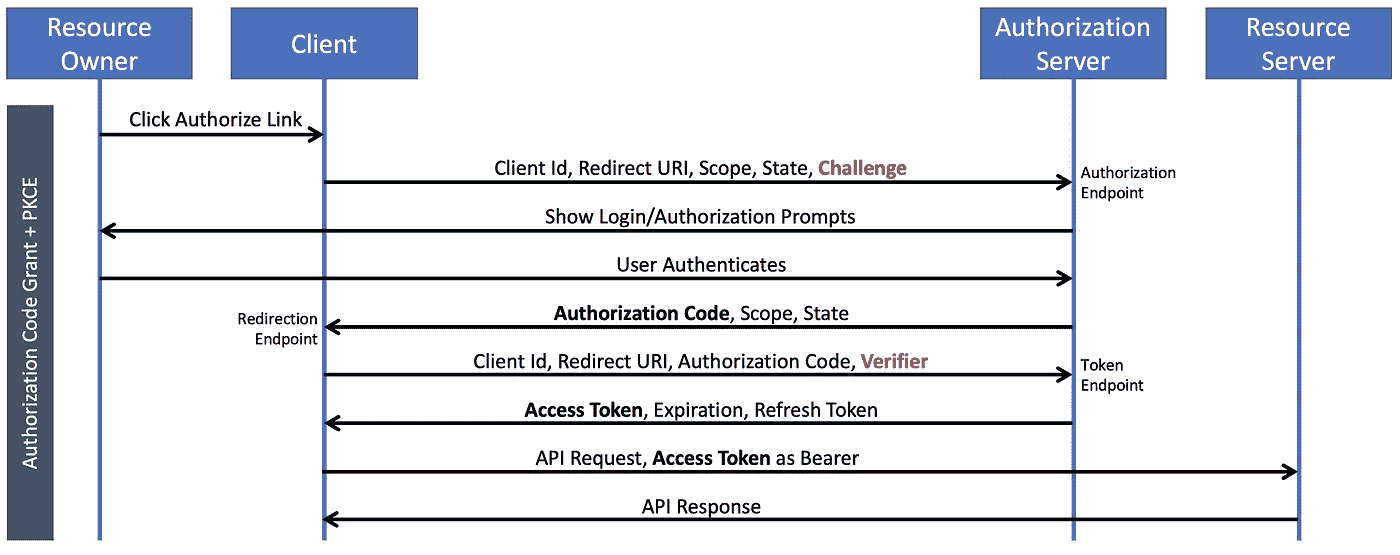 Resource
Owner
Client
Authorization
Server
Resource
Server
Authorization Code Grant + PKCE
Click Authorize Link
Client Id, Redirect URI, Scope, State, Challenge
Authorization
Endpoint
Show Login/Authorization Prompts
User Authenticates
Authorization Code, Scope, State
Redirection
Endpoint
Client Id, Redirect URI, Authorization Code, Verifier
Token
Endpoint
Access Token, Expiration, Refresh Token
API Request, Access Token as Bearer
API Response